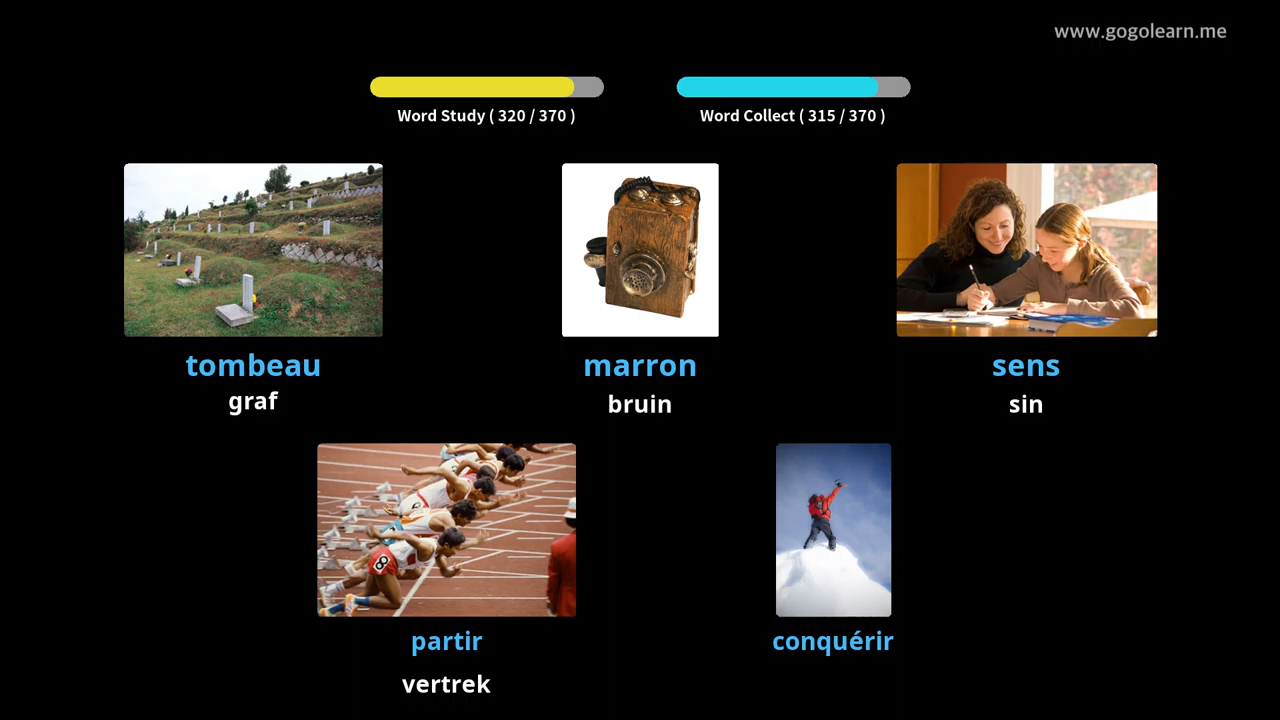 www.gogolearn.me
Word Study ( 320 / 370 )
Word Collect ( 315 / 370 )
tombeau
graf
marron
bruin
sens
sin
8
partir
vertrek
conquérir